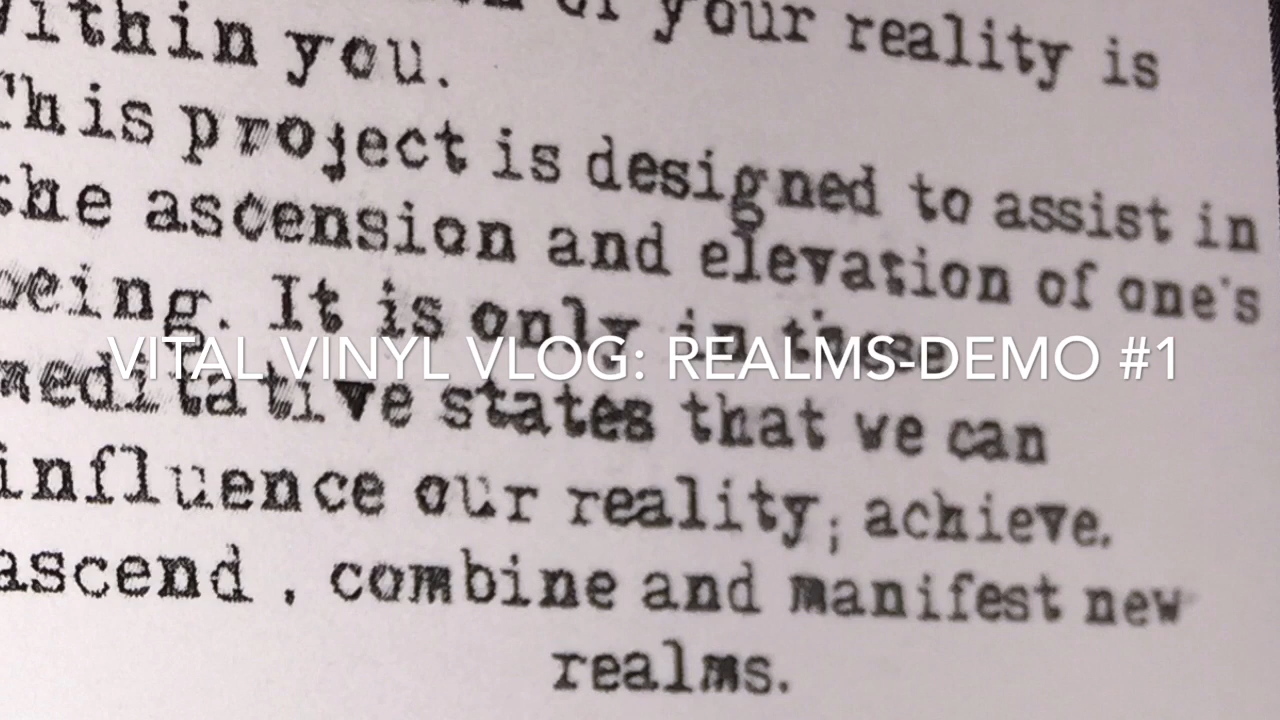 of your reality is
within you.
This project is designed to assist in
the ascension and elevation of one's
being. It is only in these
VITAL VINYL VLOG: REALMS-DEMO #1
meditative states that we can
influence our reality; achieve,
ascend , combine and manifest new
realms.